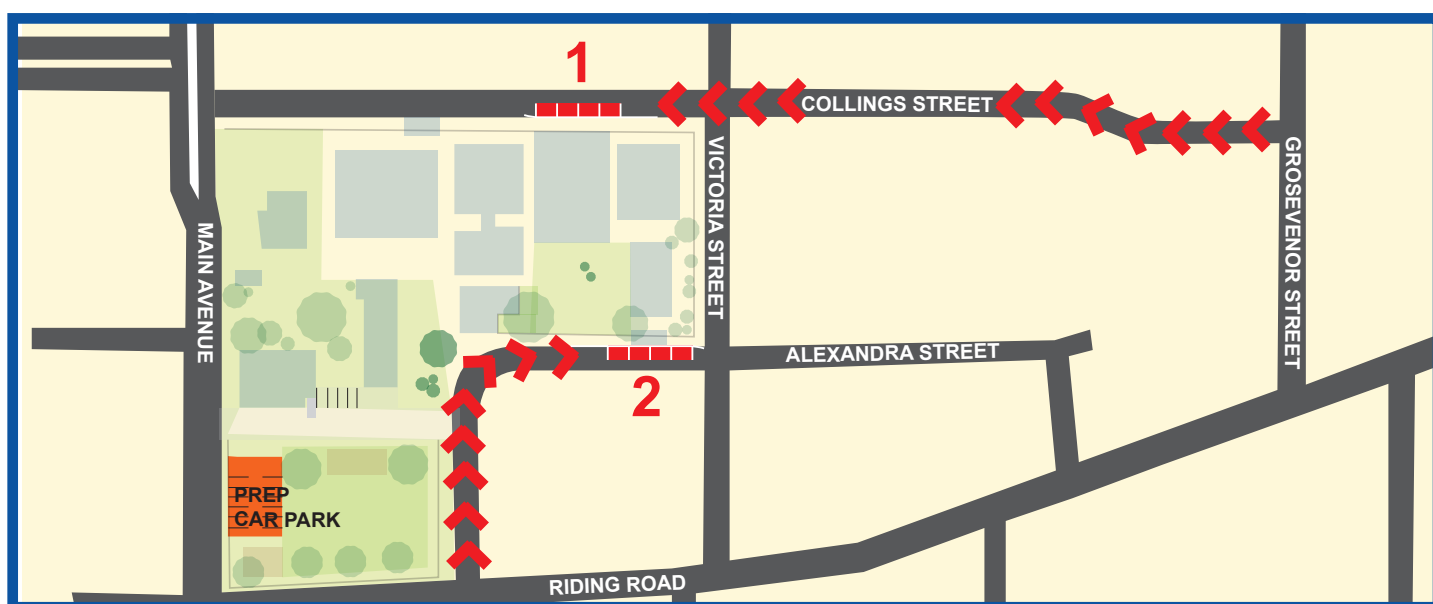 1
COLLINGS STREET
VICTORIA STREET
GROSEVENOR STREET
MAIN AVENUE
ALEXANDRA STREET
2
PREP
CAR PARK
RIDING ROAD